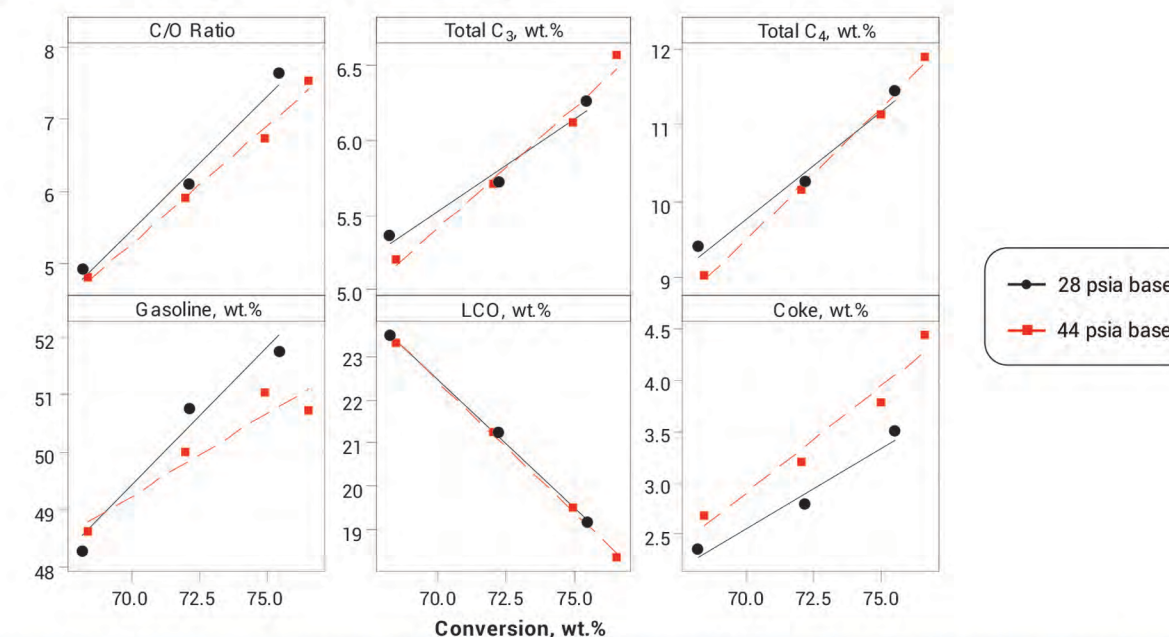 C/O Ratio
Total C3, wt.%
Total C4, wt.%
8
7
6
5
6.5
6.0
5.5
5.0
12
11
10
9
Gasoline, wt.%
LCO, wt.%
Coke, wt.%
52
51
50
49
48
23
22
21
20
19
4.5
4.0
3.5
3.0
2.5
70.0 72.5 75.0
70.0 72.5 75.0
70.0 72.5 75.0
Conversion, wt.%
28 psia base
44 psia base